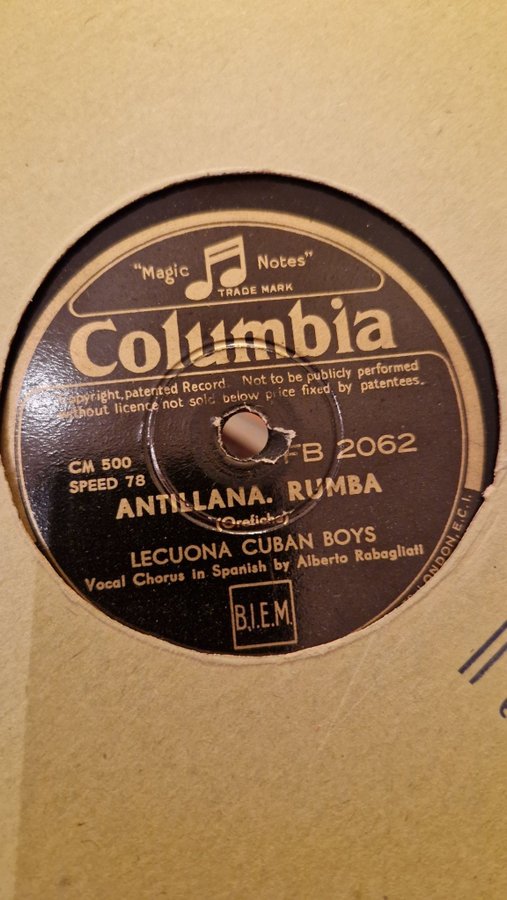 "Magic Notes"
TRADE MARK
Columbia
Copyright, patented Record. Not to be publicly performed
without licence not sold below price fixed by patentees.
CM 500
FB 2062
SPEED 78
ANTILLANA. RUMBA
(Orefiche)
LECUONA CUBAN BOYS
Vocal Chorus in Spanish by Alberto Rabagliati
B.I.E.M.
LONDON, E.C.1.